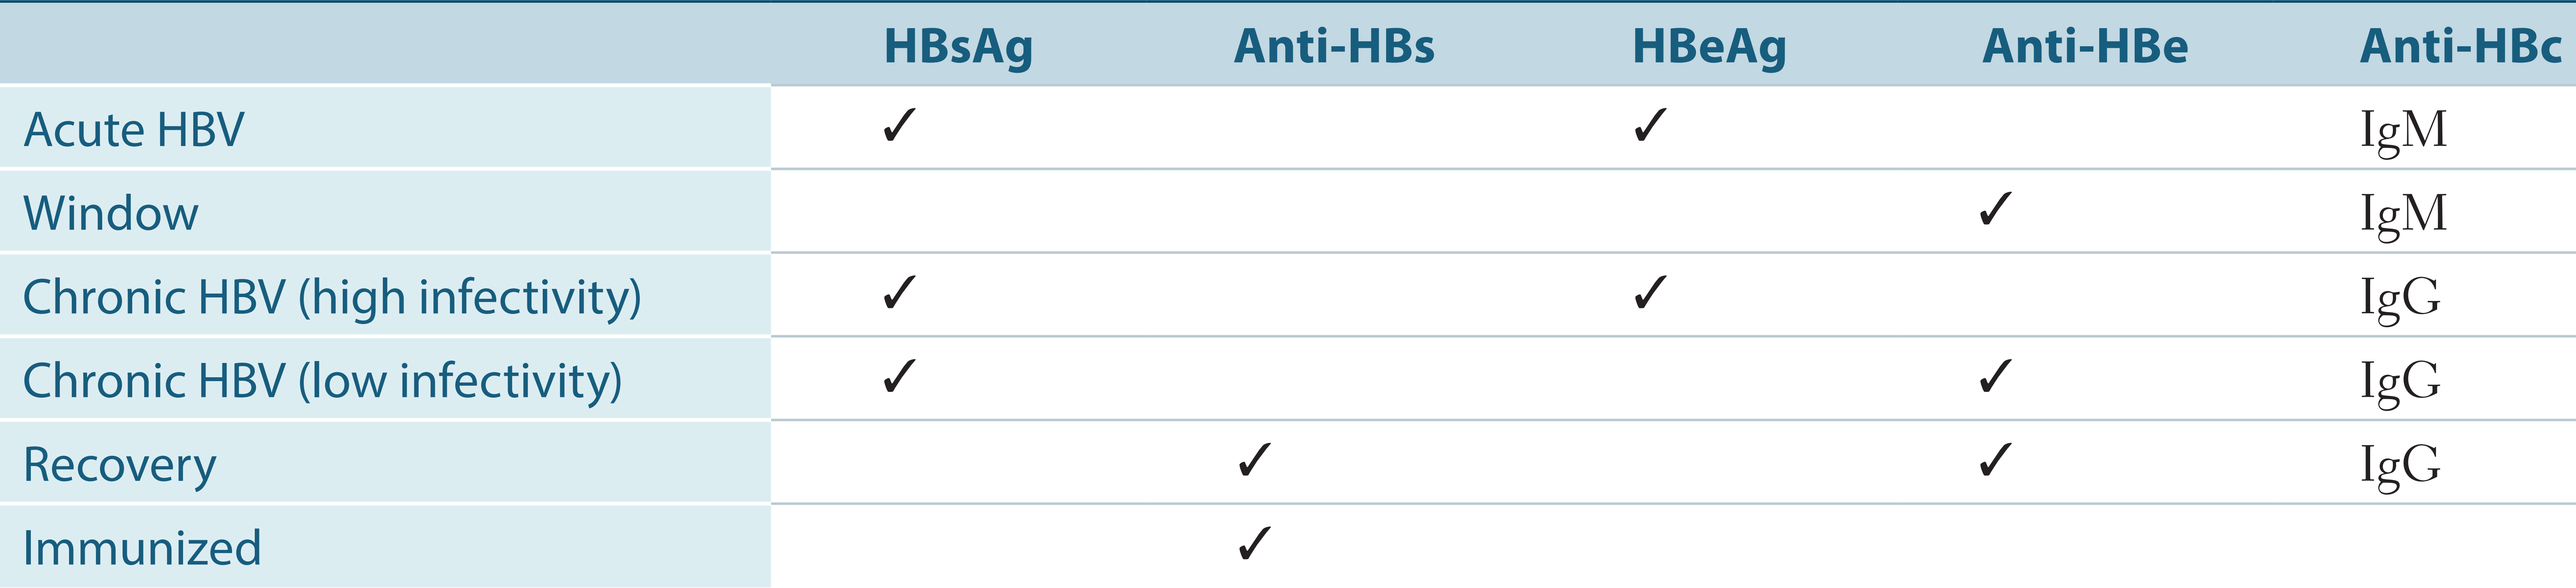 HBsAg Anti-HBs HBeAg Anti-HBe Anti-HBc
Acute HBV ✓ ✓ IgM
Window ✓ IgM
Chronic HBV (high infectivity) ✓ ✓ IgG
Chronic HBV (low infectivity) ✓ ✓ IgG
Recovery ✓ ✓ IgG
Immunized ✓